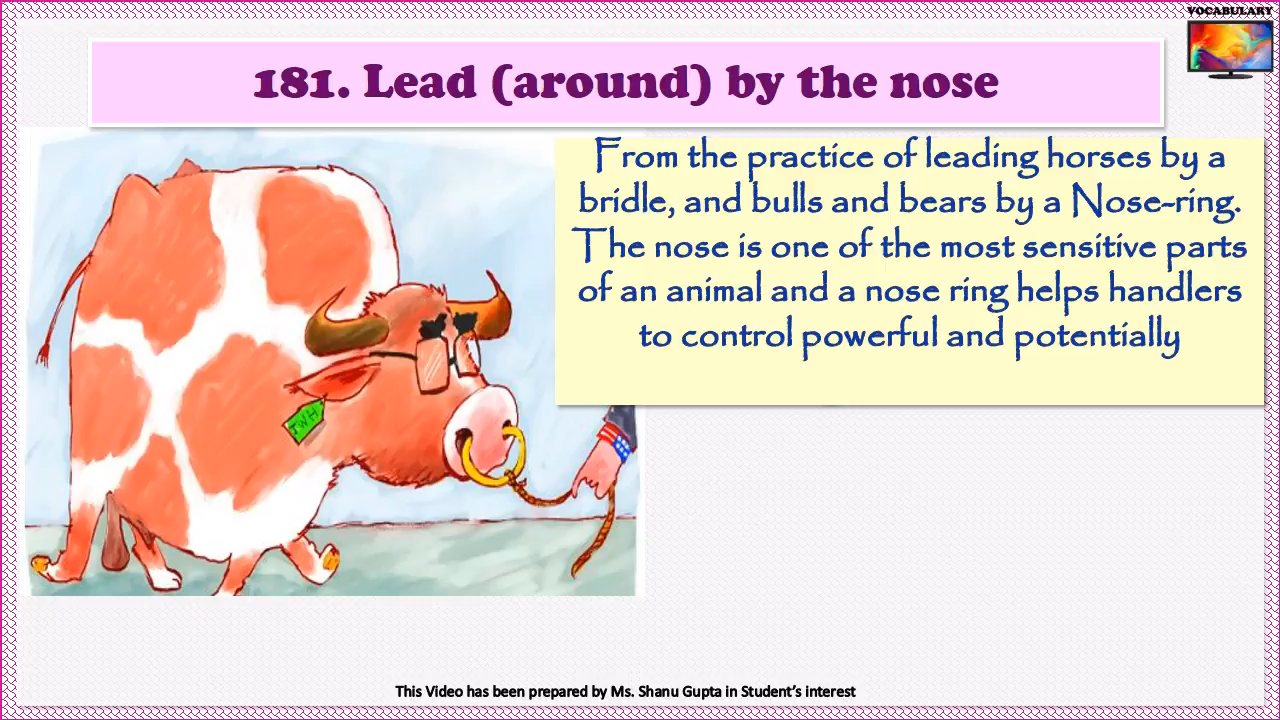 VOCABULARY
181. Lead (around) by the nose
From the practice of leading horses by a
bridle, and bulls and bears by a Nose-ring.
The nose is one of the most sensitive parts
of an animal and a nose ring helps handlers
to control powerful and potentially
JWH
This Video has been prepared by Ms. Shanu Gupta in Student's interest